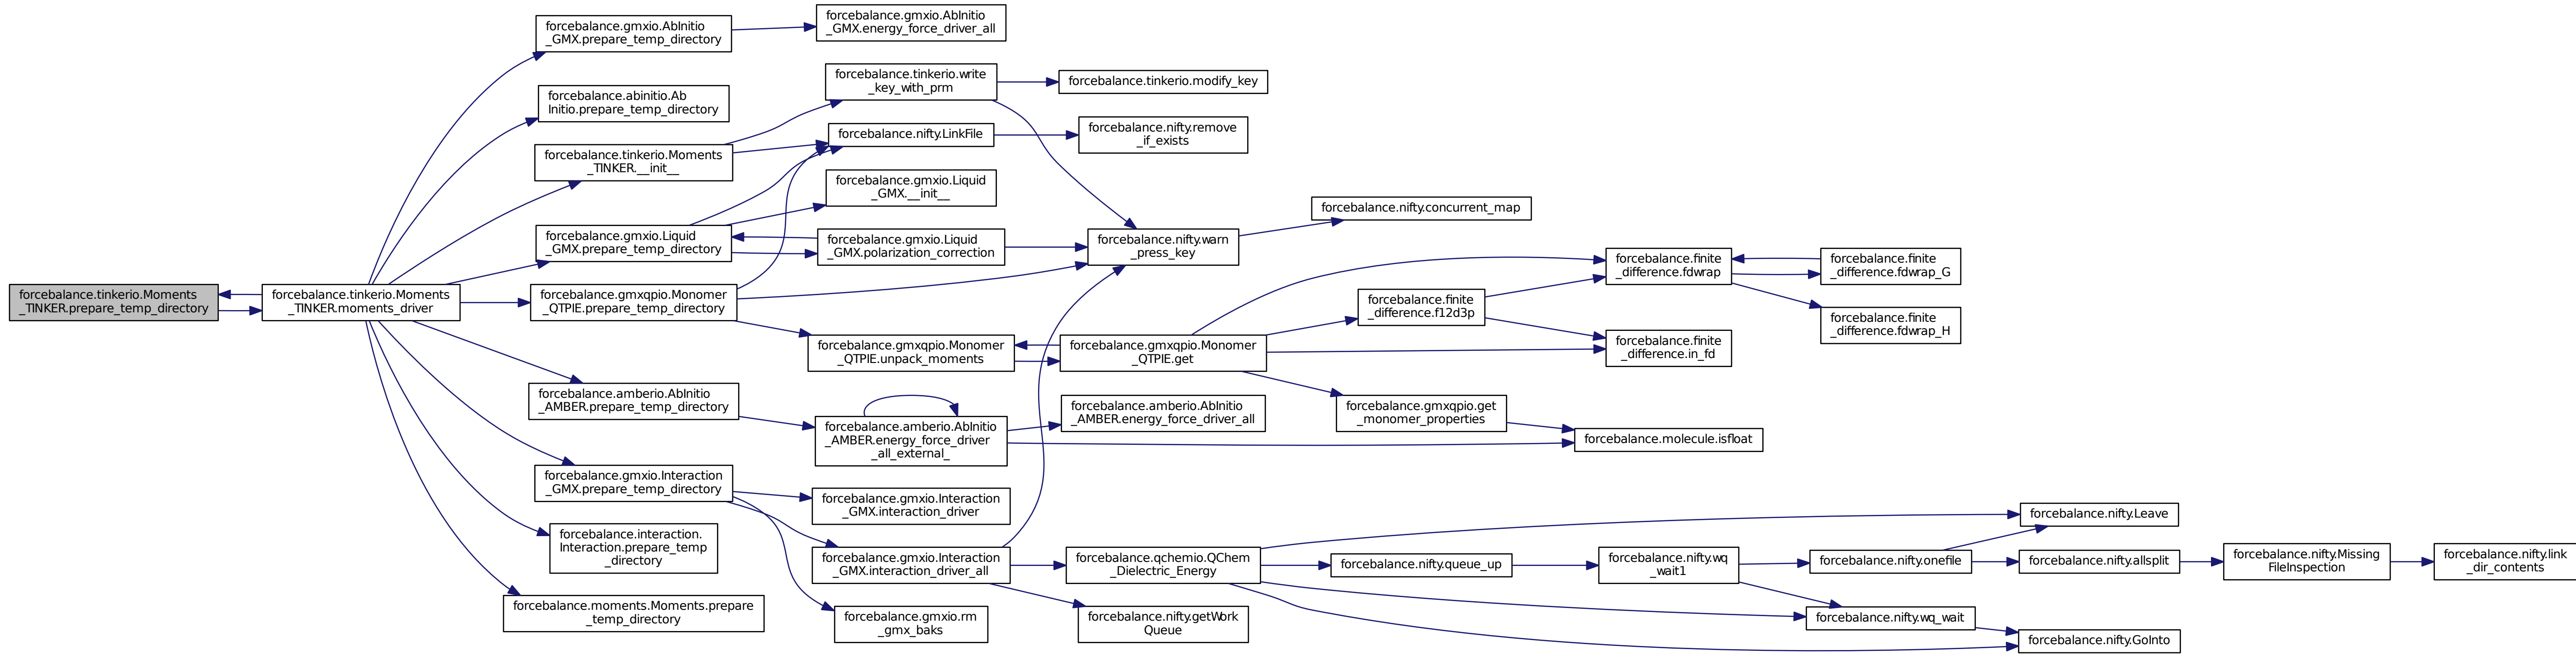 forcebalance.tinkerio.Moments
_TINKER.prepare_temp_directory
forcebalance.tinkerio.Moments
_TINKER.moments_driver
forcebalance.gmxio.AbInitio
_GMX.prepare_temp_directory
forcebalance.abinitio.Ab
Initio.prepare_temp_directory
forcebalance.tinkerio.Moments
_TINKER.__init__
forcebalance.gmxio.Liquid
_GMX.prepare_temp_directory
forcebalance.gmxqpio.Monomer
_QTPIE.prepare_temp_directory
forcebalance.amberio.AbInitio
_AMBER.prepare_temp_directory
forcebalance.gmxio.Interaction
_GMX.prepare_temp_directory
forcebalance.interaction.
Interaction.prepare_temp
_directory
forcebalance.moments.Moments.prepare
_temp_directory
forcebalance.gmxio.AbInitio
_GMX.energy_force_driver_all
forcebalance.tinkerio.write
_key_with_prm
forcebalance.nifty.LinkFile
forcebalance.gmxio.Liquid
_GMX.__init__
forcebalance.gmxio.Liquid
_GMX.polarization_correction
forcebalance.gmxqpio.Monomer
_QTPIE.unpack_moments
forcebalance.amberio.AbInitio
_AMBER.energy_force_driver
_all_external_
forcebalance.gmxio.Interaction
_GMX.interaction_driver
forcebalance.gmxio.Interaction
_GMX.interaction_driver_all
forcebalance.gmxio.rm
_gmx_baks
forcebalance.tinkerio.modify_key
forcebalance.nifty.remove
_if_exists
forcebalance.nifty.warn
_press_key
forcebalance.gmxqpio.Monomer
_QTPIE.get
forcebalance.amberio.AbInitio
_AMBER.energy_force_driver_all
forcebalance.qchemio.QChem
_Dielectric_Energy
forcebalance.nifty.getWork
Queue
forcebalance.nifty.concurrent_map
forcebalance.finite
_difference.f12d3p
forcebalance.gmxqpio.get
_monomer_properties
forcebalance.nifty.queue_up
forcebalance.finite
_difference.fdwrap
forcebalance.finite
_difference.in_fd
forcebalance.molecule.isfloat
forcebalance.nifty.wq
_wait1
forcebalance.finite
_difference.fdwrap_G
forcebalance.finite
_difference.fdwrap_H
forcebalance.nifty.onefile
forcebalance.nifty.wq_wait
forcebalance.nifty.Leave
forcebalance.nifty.allsplit
forcebalance.nifty.GoInto
forcebalance.nifty.Missing
FileInspection
forcebalance.nifty.link
_dir_contents